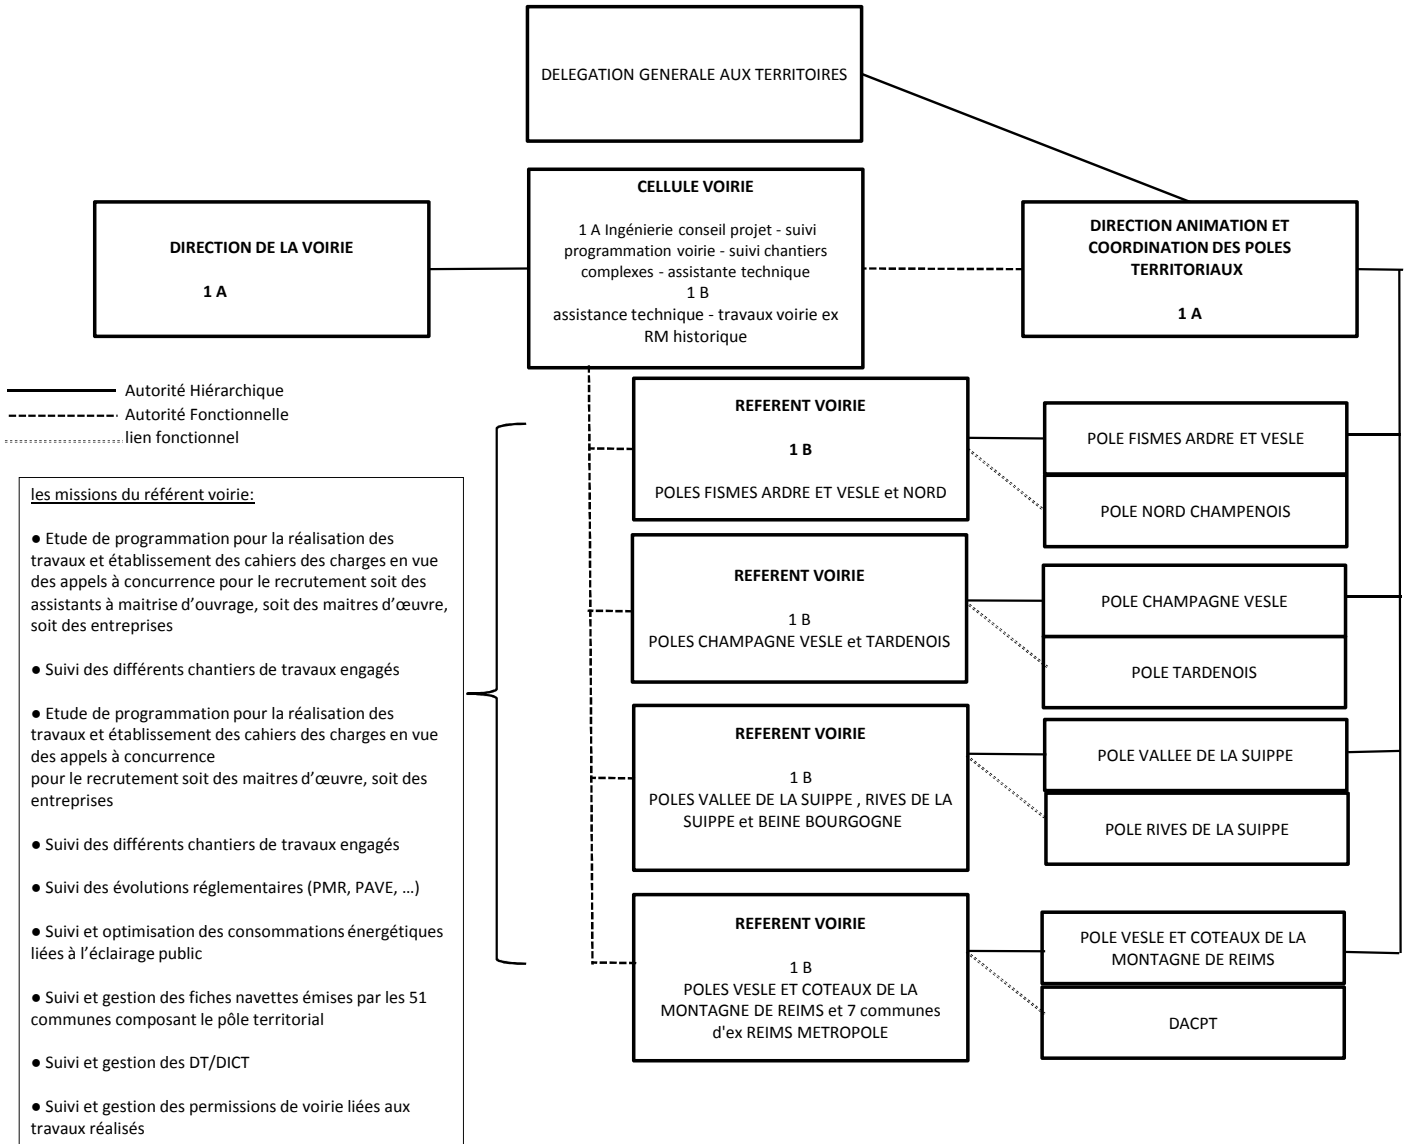 DELEGATION GENERALE AUX TERRITOIRES
CELLULE VOIRIE
1 A Ingénierie conseil projet - suivi
programmation voirie - suivi chantiers
complexes - assistante technique
1 B
assistance technique - travaux voirie ex
RM historique
DIRECTION DE LA VOIRIE
1 A
DIRECTION ANIMATION ET
COORDINATION DES POLES
TERRITORIAUX
1 A
Autorité Hiérarchique
Autorité Fonctionnelle
lien fonctionnel
les missions du référent voirie:
● Etude de programmation pour la réalisation des
travaux et établissement des cahiers des charges en vue
des appels à concurrence pour le recrutement soit des
assistants à maitrise d'ouvrage, soit des maitres d'œuvre,
soit des entreprises
● Suivi des différents chantiers de travaux engagés
● Etude de programmation pour la réalisation des
travaux et établissement des cahiers des charges en vue
des appels à concurrence
pour le recrutement soit des maitres d'œuvre, soit des
entreprises
● Suivi des différents chantiers de travaux engagés
● Suivi des évolutions réglementaires (PMR, PAVE, …)
● Suivi et optimisation des consommations énergétiques
liées à l'éclairage public
● Suivi et gestion des fiches navettes émises par les 51
communes composant le pôle territorial
● Suivi et gestion des DT/DICT
● Suivi et gestion des permissions de voirie liées aux
travaux réalisés
REFERENT VOIRIE
1 B
POLES FISMES ARDRE ET VESLE et NORD
POLE FISMES ARDRE ET VESLE
POLE NORD CHAMPENOIS
REFERENT VOIRIE
1 B
POLES CHAMPAGNE VESLE et TARDENOIS
POLE CHAMPAGNE VESLE
POLE TARDENOIS
REFERENT VOIRIE
1 B
POLES VALLEE DE LA SUIPPE , RIVES DE LA
SUIPPE et BEINE BOURGOGNE
POLE VALLEE DE LA SUIPPE
POLE RIVES DE LA SUIPPE
REFERENT VOIRIE
1 B
POLES VESLE ET COTEAUX DE LA
MONTAGNE DE REIMS et 7 communes
d'ex REIMS METROPOLE
POLE VESLE ET COTEAUX DE LA
MONTAGNE DE REIMS
DACPT